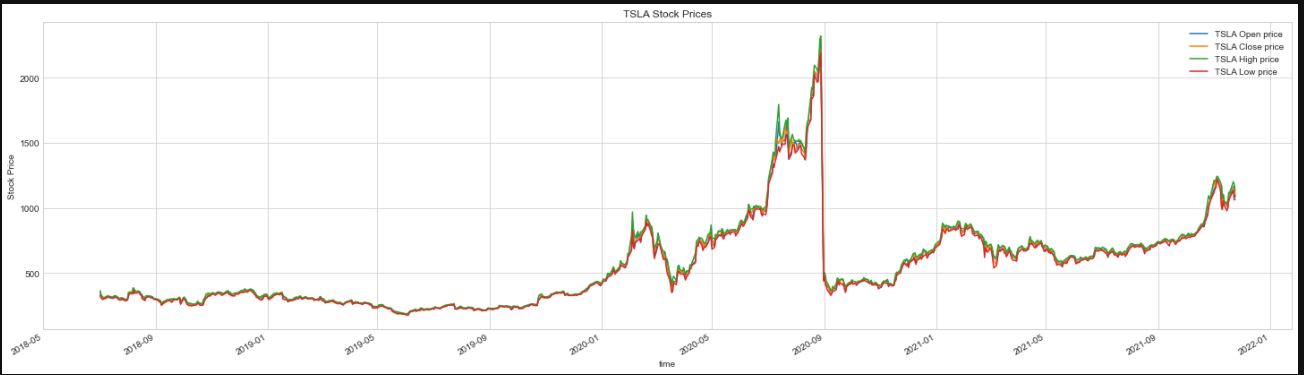 TSLA Stock Prices
TSLA Open price
TSLA Close price
TSLA High price
TSLA Low price
Stock Price
2000
1500
1000
500
2018-05
2018-09
2019-01
2019-05
2019-09
2020-01
2020-05
2020-09
2021-01
2021-05
2021-09
2022-01
time